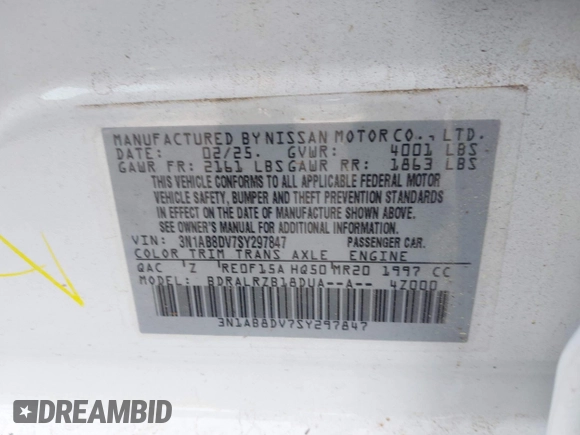 MANUFACTURED BY NISSAN MOTOR CO., LTD.
DATE: 02/25. GVWR: 4001 LBS
GAWR FR: 2161 LBS GAWR RR: 1863 LBS
THIS VEHICLE CONFORMS TO ALL APPLICABLE FEDERAL MOTOR
VEHICLE SAFETY, BUMPER AND THEFT PREVENTION STANDARDS
IN EFFECT ON THE DATE OF MANUFACTURE SHOWN ABOVE.
SEE OWNER'S MANUAL FOR ADDITIONAL INFORMATION.
VIN: 3N1AB8DV7SY297847 PASSENGER CAR.
COLOR TRIM TRANS AXLE ENGINE
QAC Z RE0F15A HQ50 MR20 1997 CC
MODEL: BDRALRZB18DUA--A-- 4Z000
3N1AB8DV7SY297847
DREAMBID